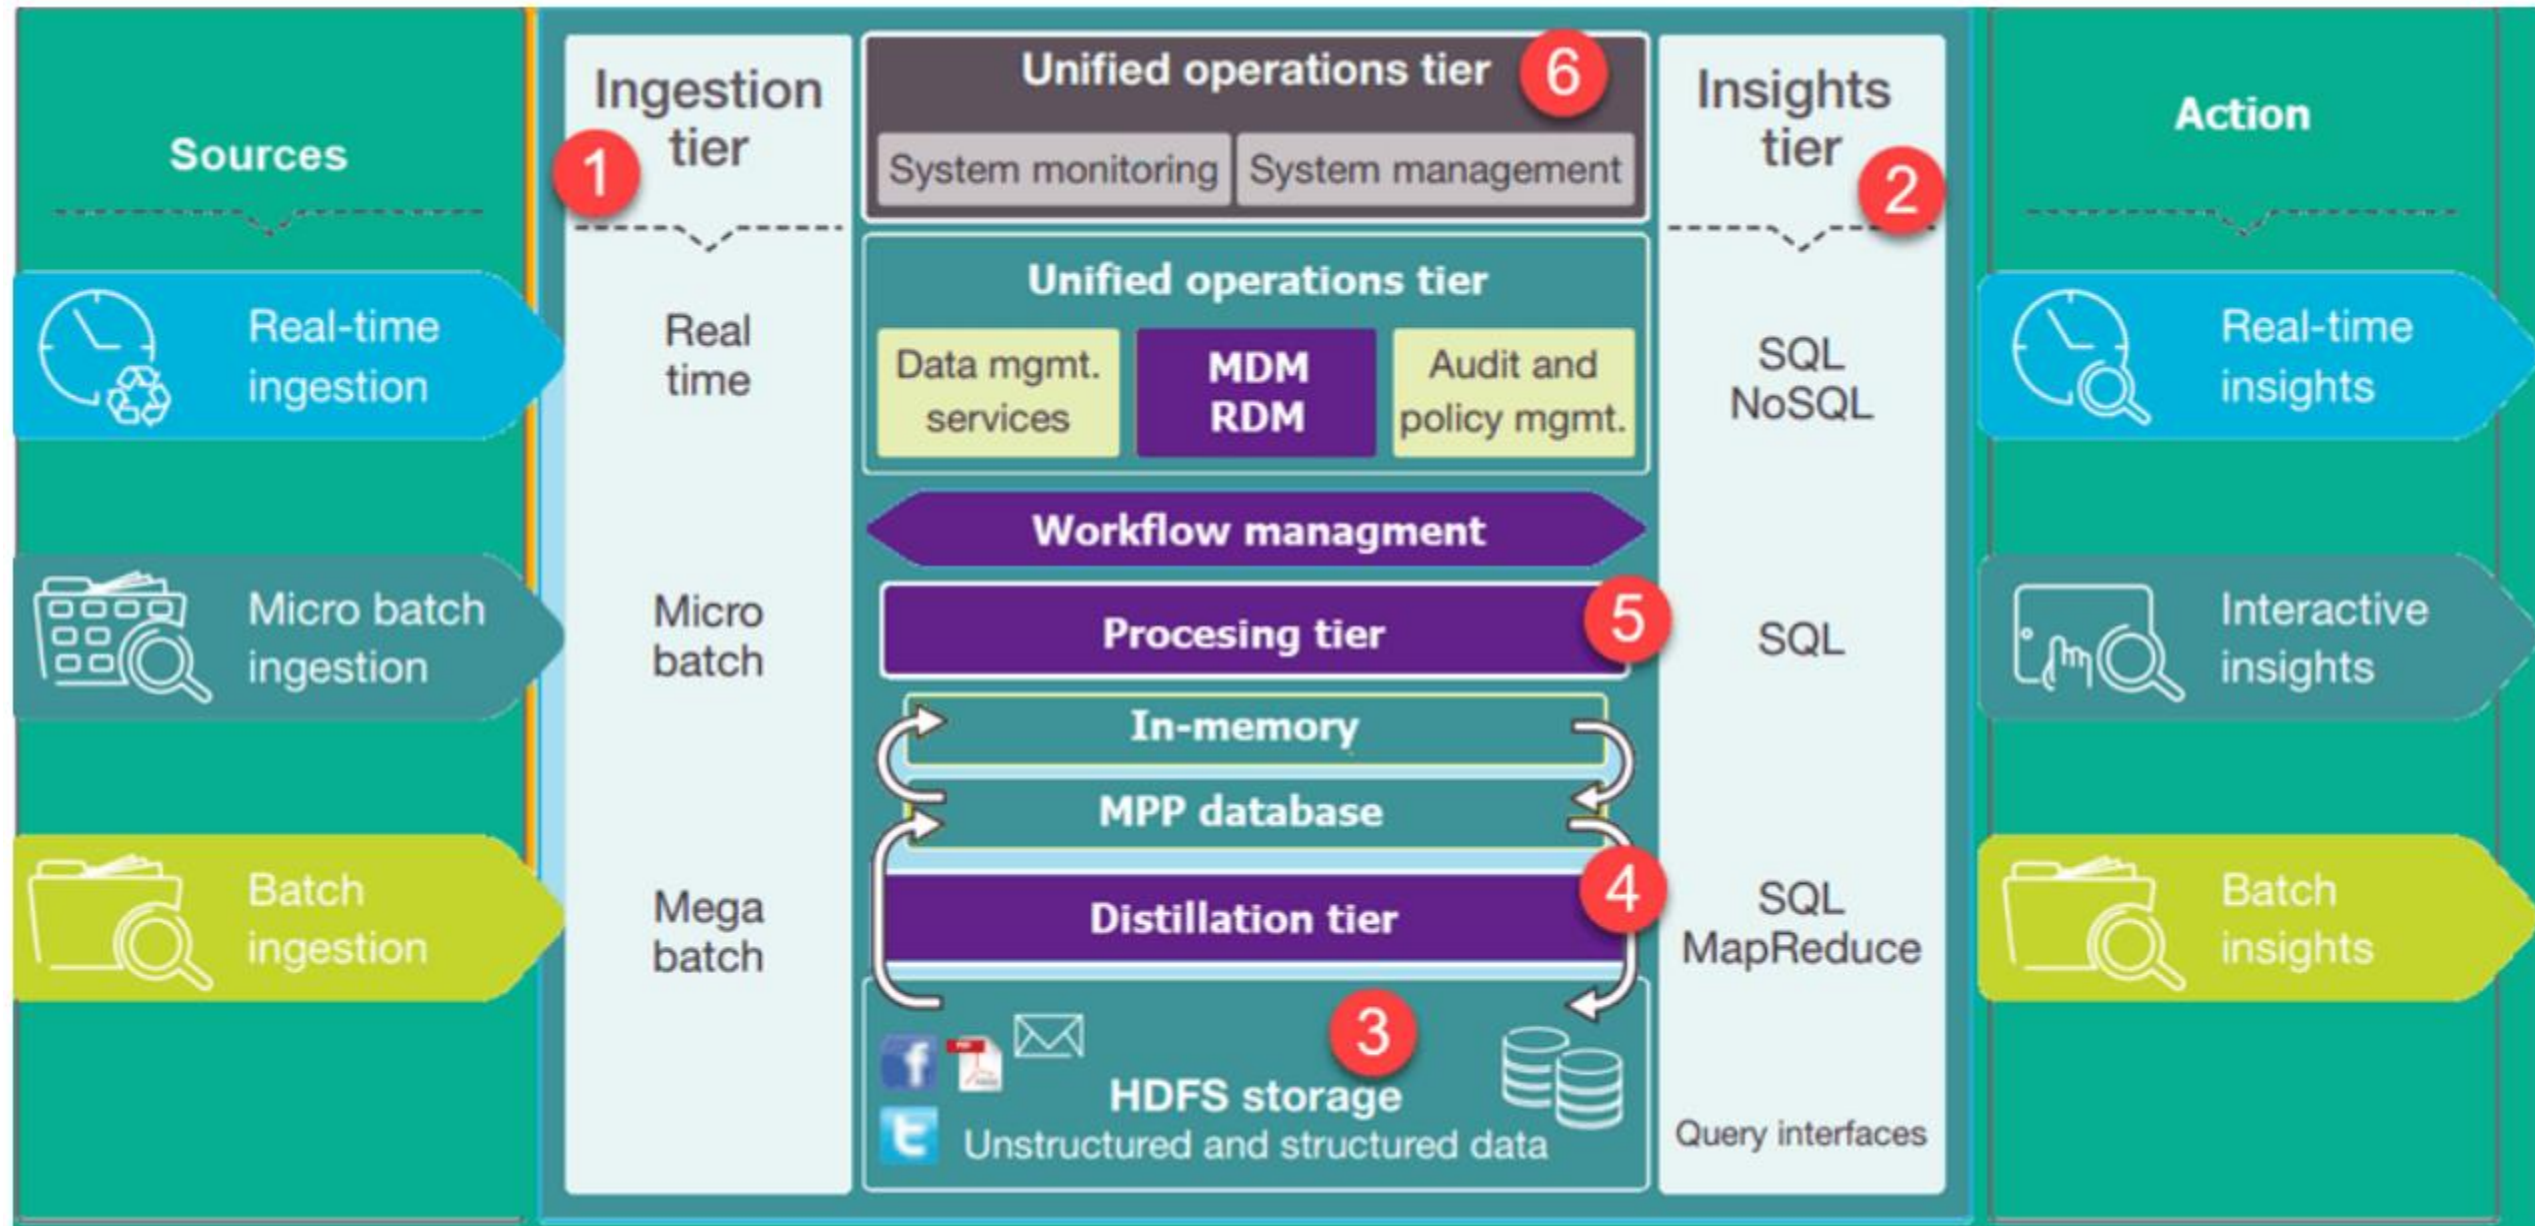 Sources
Real-time
ingestion
Micro batch
ingestion
Batch
ingestion
Ingestion
tier
1
Real
time
Micro
batch
Mega
batch
Unified operations tier
6
System monitoring
System management
Unified operations tier
Data mgmt.
services
MDM
RDM
Audit and
policy mgmt.
Workflow managment
Procesing tier
5
In-memory
MPP database
4
Distillation tier
3
HDFS storage
Unstructured and structured data
Insights
tier
2
SQL
NoSQL
SQL
SQL
MapReduce
Query interfaces
Action
Real-time
insights
Interactive
insights
Batch
insights